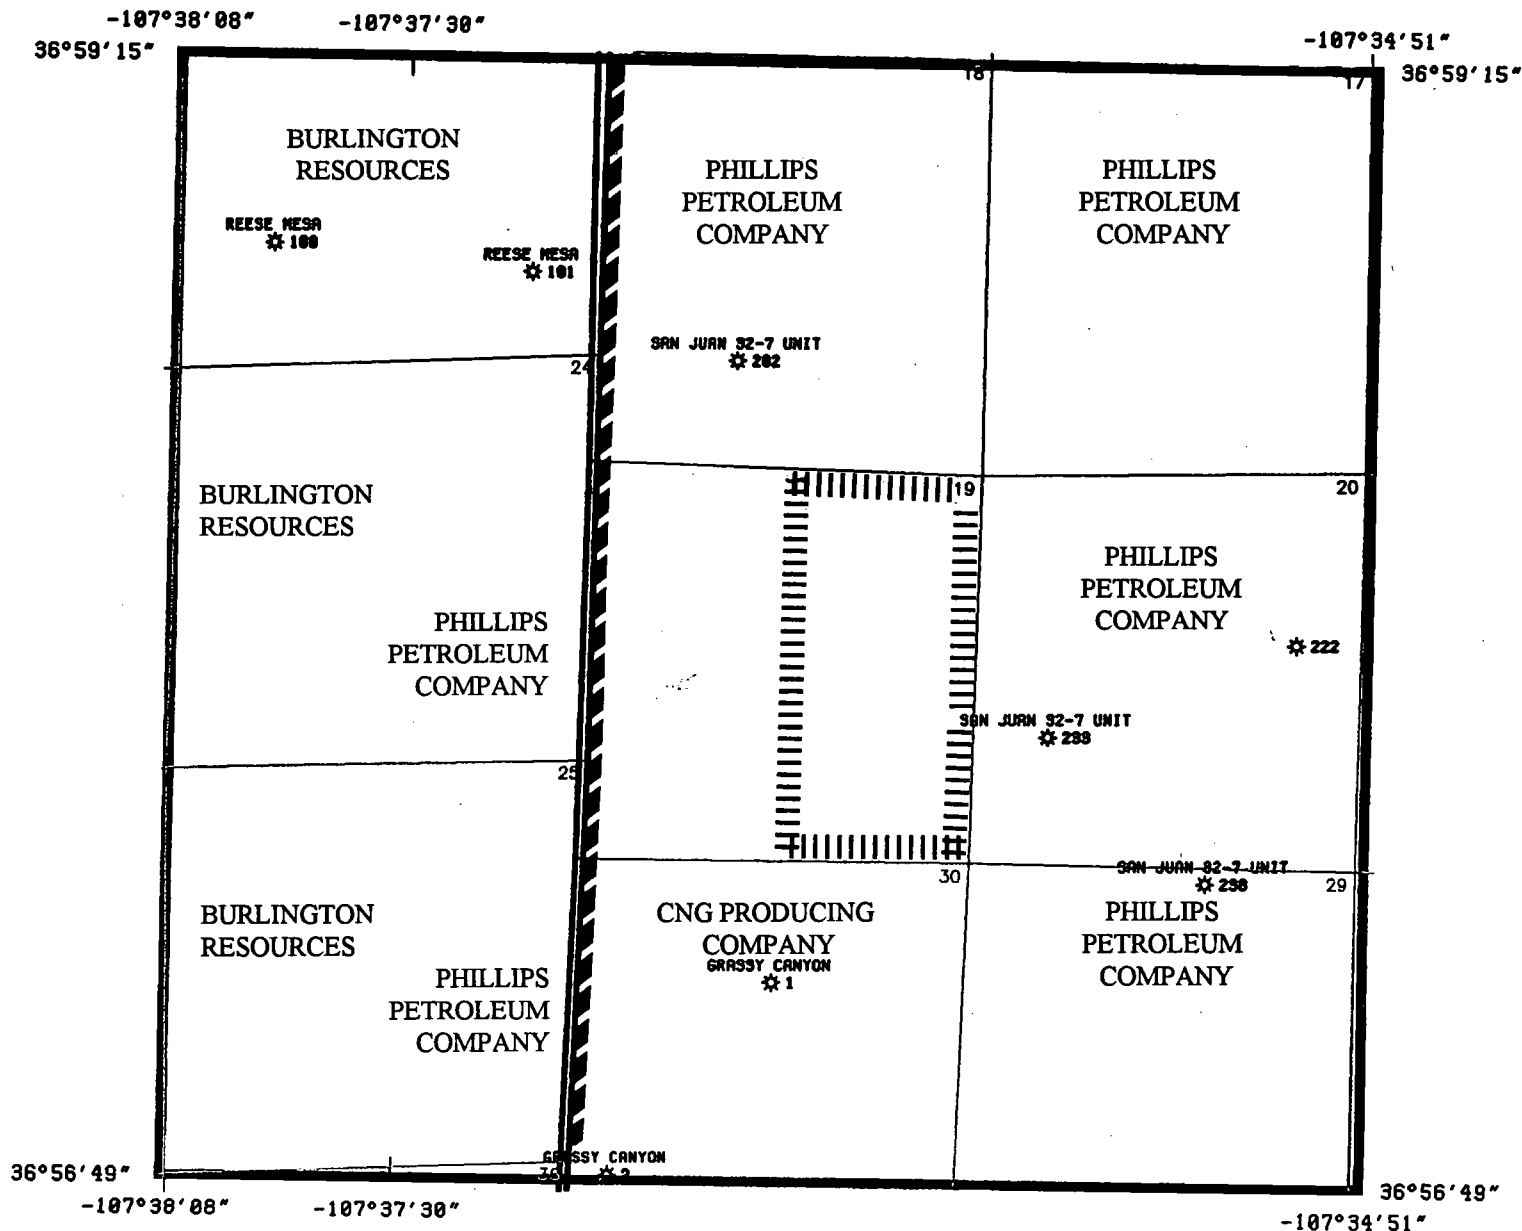 -107°38'08"
-107°37'30"
-107°34'51"
36°59'15"
36°59'15"
18
17
BURLINGTON
RESOURCES
PHILLIPS
PETROLEUM
COMPANY
PHILLIPS
PETROLEUM
COMPANY
REESE MESA
100
REESE MESA
101
SAN JUAN 32-7 UNIT
202
24
19
20
BURLINGTON
RESOURCES
PHILLIPS
PETROLEUM
COMPANY
222
PHILLIPS
PETROLEUM
COMPANY
SAN JUAN 32-7 UNIT
233
25
30
SAN JUAN 32-7 UNIT
29
BURLINGTON
RESOURCES
CNG PRODUCING
COMPANY
GRASSY CANYON
1
PHILLIPS
PETROLEUM
COMPANY
PHILLIPS
PETROLEUM
COMPANY
GRASSY CANYON
36
36°56'49"
36°56'49"
-107°38'08"
-107°37'30"
-107°34'51"